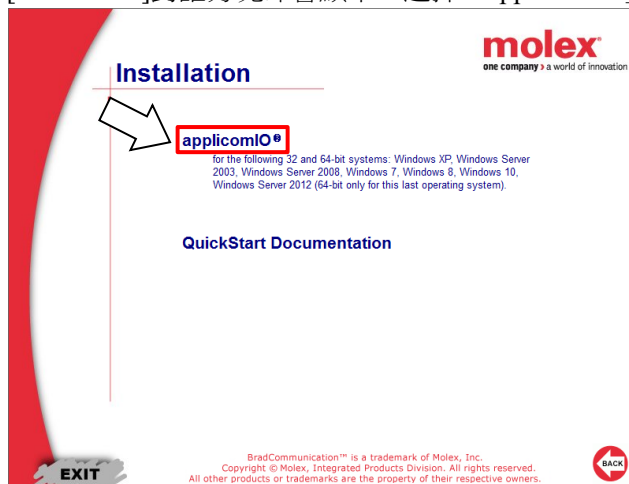 molex®
one company > a world of innovation
Installation
applicomIO®
for the following 32 and 64-bit systems: Windows XP, Windows Server
2003, Windows Server 2008, Windows 7, Windows 8, Windows 10,
Windows Server 2012 (64-bit only for this last operating system).
QuickStart Documentation
BradCommunication™ is a trademark of Molex, Inc.
Copyright © Molex, Integrated Products Division. All rights reserved.
All other products or trademarks are the property of their respective owners.
EXIT
BACK